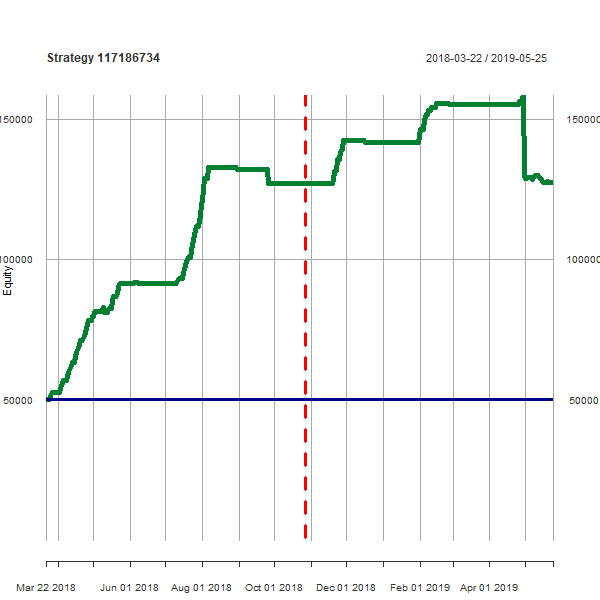 Strategy 117186734
2018-03-22 / 2019-05-25
150000 150000
100000 100000
50000 50000
Equity
Mar 22 2018 Jun 01 2018 Aug 01 2018 Oct 01 2018 Dec 01 2018 Feb 01 2019 Apr 01 2019